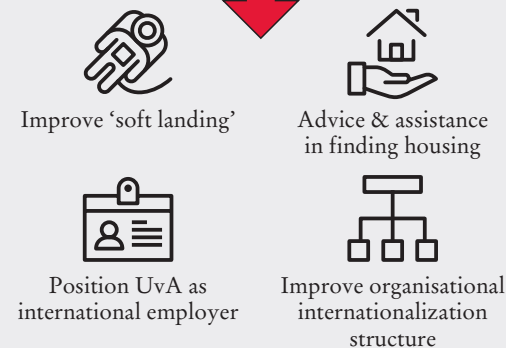 Improve ‘soft landing’
Advice & assistance
in finding housing
Position UvA as
international employer
Improve organisational
internationalization
structure